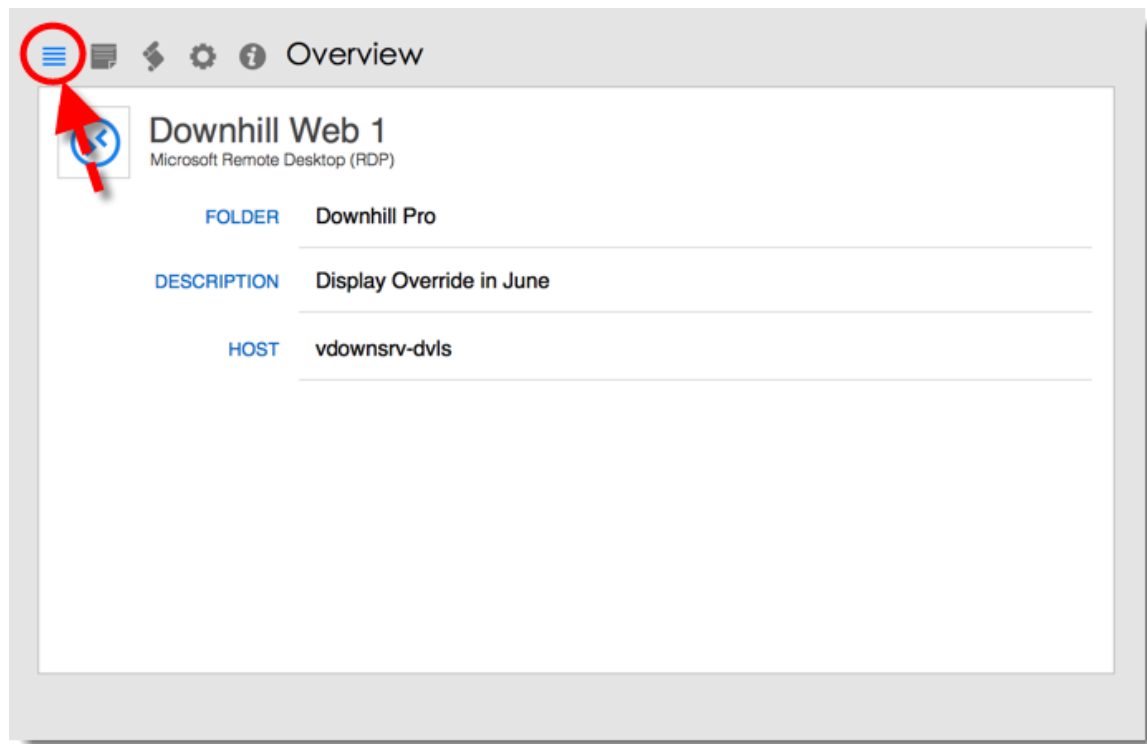 Overview
Downhill Web 1
Microsoft Remote Desktop (RDP)
FOLDER Downhill Pro
DESCRIPTION Display Override in June
HOST vdownsrv-dvls